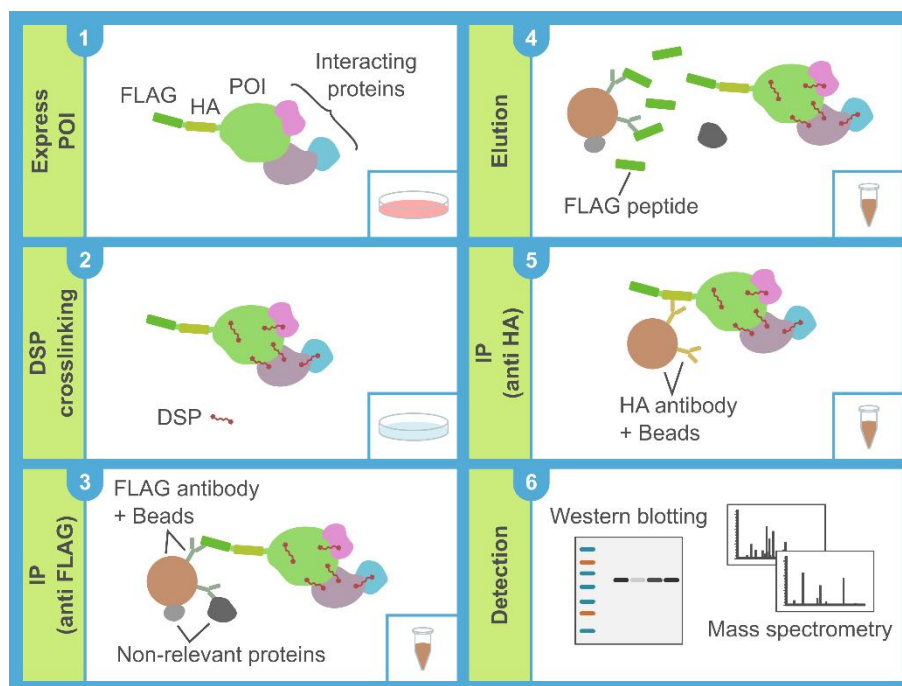 1
Express
POI
FLAG
HA
POI
Interacting
proteins
2
DSP
crosslinking
DSP
3
IP
(anti FLAG)
FLAG antibody
+ Beads
Non-relevant proteins
4
Elution
FLAG peptide
5
IP
(anti HA)
HA antibody
+ Beads
6
Detection
Western blotting
Mass spectrometry